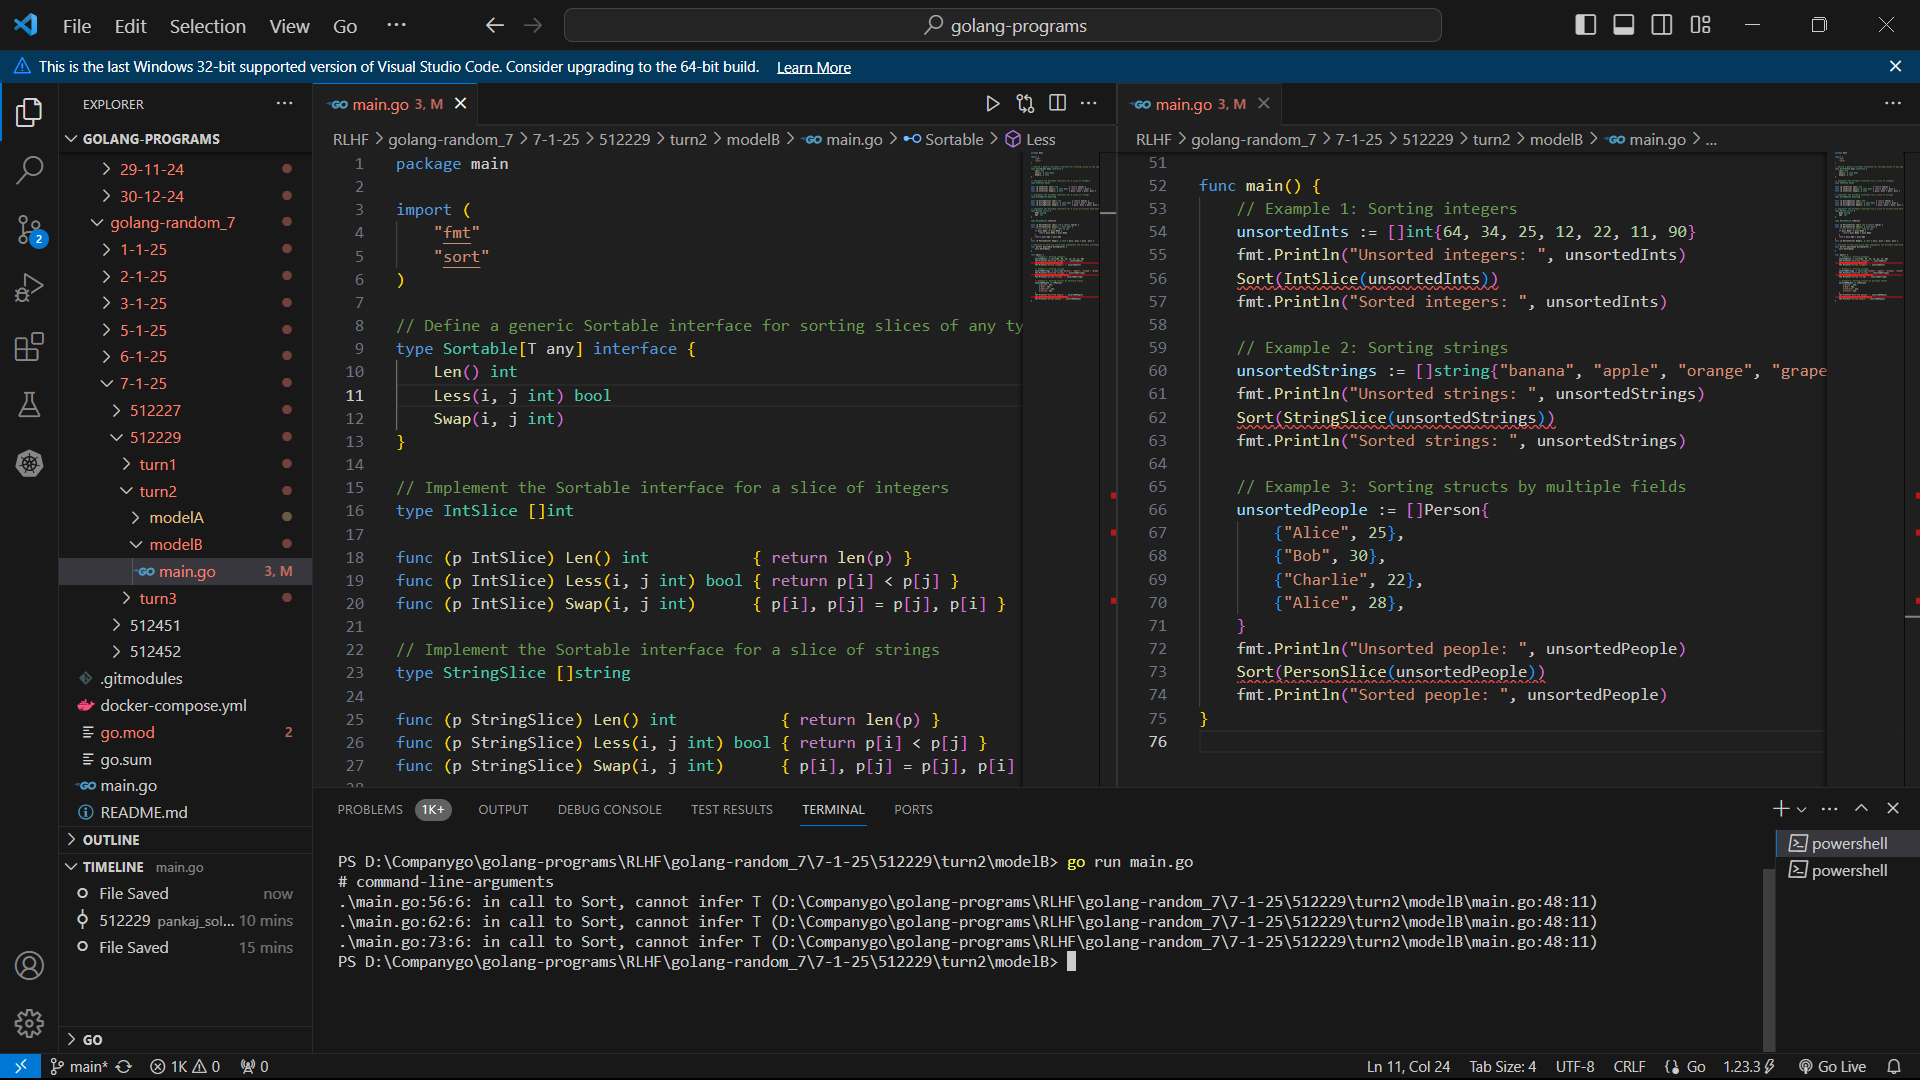 File Edit Selection View Go ···
golang-programs
This is the last Windows 32-bit supported version of Visual Studio Code. Consider upgrading to the 64-bit build. Learn More
EXPLORER
GOLANG-PROGRAMS
29-11-24
30-12-24
golang-random_7
1-1-25
2-1-25
3-1-25
5-1-25
6-1-25
7-1-25
512227
512229
turn1
turn2
modelA
modelB
main.go 3, M
turn3
512451
512452
.gitmodules
docker-compose.yml
go.mod 2
go.sum
main.go
README.md
OUTLINE
TIMELINE main.go
File Saved now
512229 pankaj_sol... 10 mins
File Saved 15 mins
GO
main.go 3, M
RLHF > golang-random_7 > 7-1-25 > 512229 > turn2 > modelB > main.go > Sortable > Less
1 package main
2
3 import (
4 "fmt"
5 "sort"
6 )
7
8 // Define a generic Sortable interface for sorting slices of any ty
9 type Sortable[T any] interface {
10 Len() int
11 Less(i, j int) bool
12 Swap(i, j int)
13 }
14
15 // Implement the Sortable interface for a slice of integers
16 type IntSlice []int
17
18 func (p IntSlice) Len() int { return len(p) }
19 func (p IntSlice) Less(i, j int) bool { return p[i] < p[j] }
20 func (p IntSlice) Swap(i, j int) { p[i], p[j] = p[j], p[i] }
21
22 // Implement the Sortable interface for a slice of strings
23 type StringSlice []string
24
25 func (p StringSlice) Len() int { return len(p) }
26 func (p StringSlice) Less(i, j int) bool { return p[i] < p[j] }
27 func (p StringSlice) Swap(i, j int) { p[i], p[j] = p[j], p[i]
main.go 3, M
RLHF > golang-random_7 > 7-1-25 > 512229 > turn2 > modelB > main.go > ...
51
52 func main() {
53 // Example 1: Sorting integers
54 unsortedInts := []int{64, 34, 25, 12, 22, 11, 90}
55 fmt.Println("Unsorted integers: ", unsortedInts)
56 Sort(IntSlice(unsortedInts))
57 fmt.Println("Sorted integers: ", unsortedInts)
58
59 // Example 2: Sorting strings
60 unsortedStrings := []string{"banana", "apple", "orange", "grape
61 fmt.Println("Unsorted strings: ", unsortedStrings)
62 Sort(StringSlice(unsortedStrings))
63 fmt.Println("Sorted strings: ", unsortedStrings)
64
65 // Example 3: Sorting structs by multiple fields
66 unsortedPeople := []Person{
67 {"Alice", 25},
68 {"Bob", 30},
69 {"Charlie", 22},
70 {"Alice", 28},
71 }
72 fmt.Println("Unsorted people: ", unsortedPeople)
73 Sort(PersonSlice(unsortedPeople))
74 fmt.Println("Sorted people: ", unsortedPeople)
75 }
76
PROBLEMS 1K+ OUTPUT DEBUG CONSOLE TEST RESULTS TERMINAL PORTS
PS D:\Companygo\golang-programs\RLHF\golang-random_7\7-1-25\512229\turn2\modelB> go run main.go
# command-line-arguments
.\main.go:56:6: in call to Sort, cannot infer T (D:\Companygo\golang-programs\RLHF\golang-random_7\7-1-25\512229\turn2\modelB\main.go:48:11)
.\main.go:62:6: in call to Sort, cannot infer T (D:\Companygo\golang-programs\RLHF\golang-random_7\7-1-25\512229\turn2\modelB\main.go:48:11)
.\main.go:73:6: in call to Sort, cannot infer T (D:\Companygo\golang-programs\RLHF\golang-random_7\7-1-25\512229\turn2\modelB\main.go:48:11)
PS D:\Companygo\golang-programs\RLHF\golang-random_7\7-1-25\512229\turn2\modelB>
powershell
powershell
main* 1K 0 0
Ln 11, Col 24 Tab Size: 4 UTF-8 CRLF Go 1.23.3 Go Live